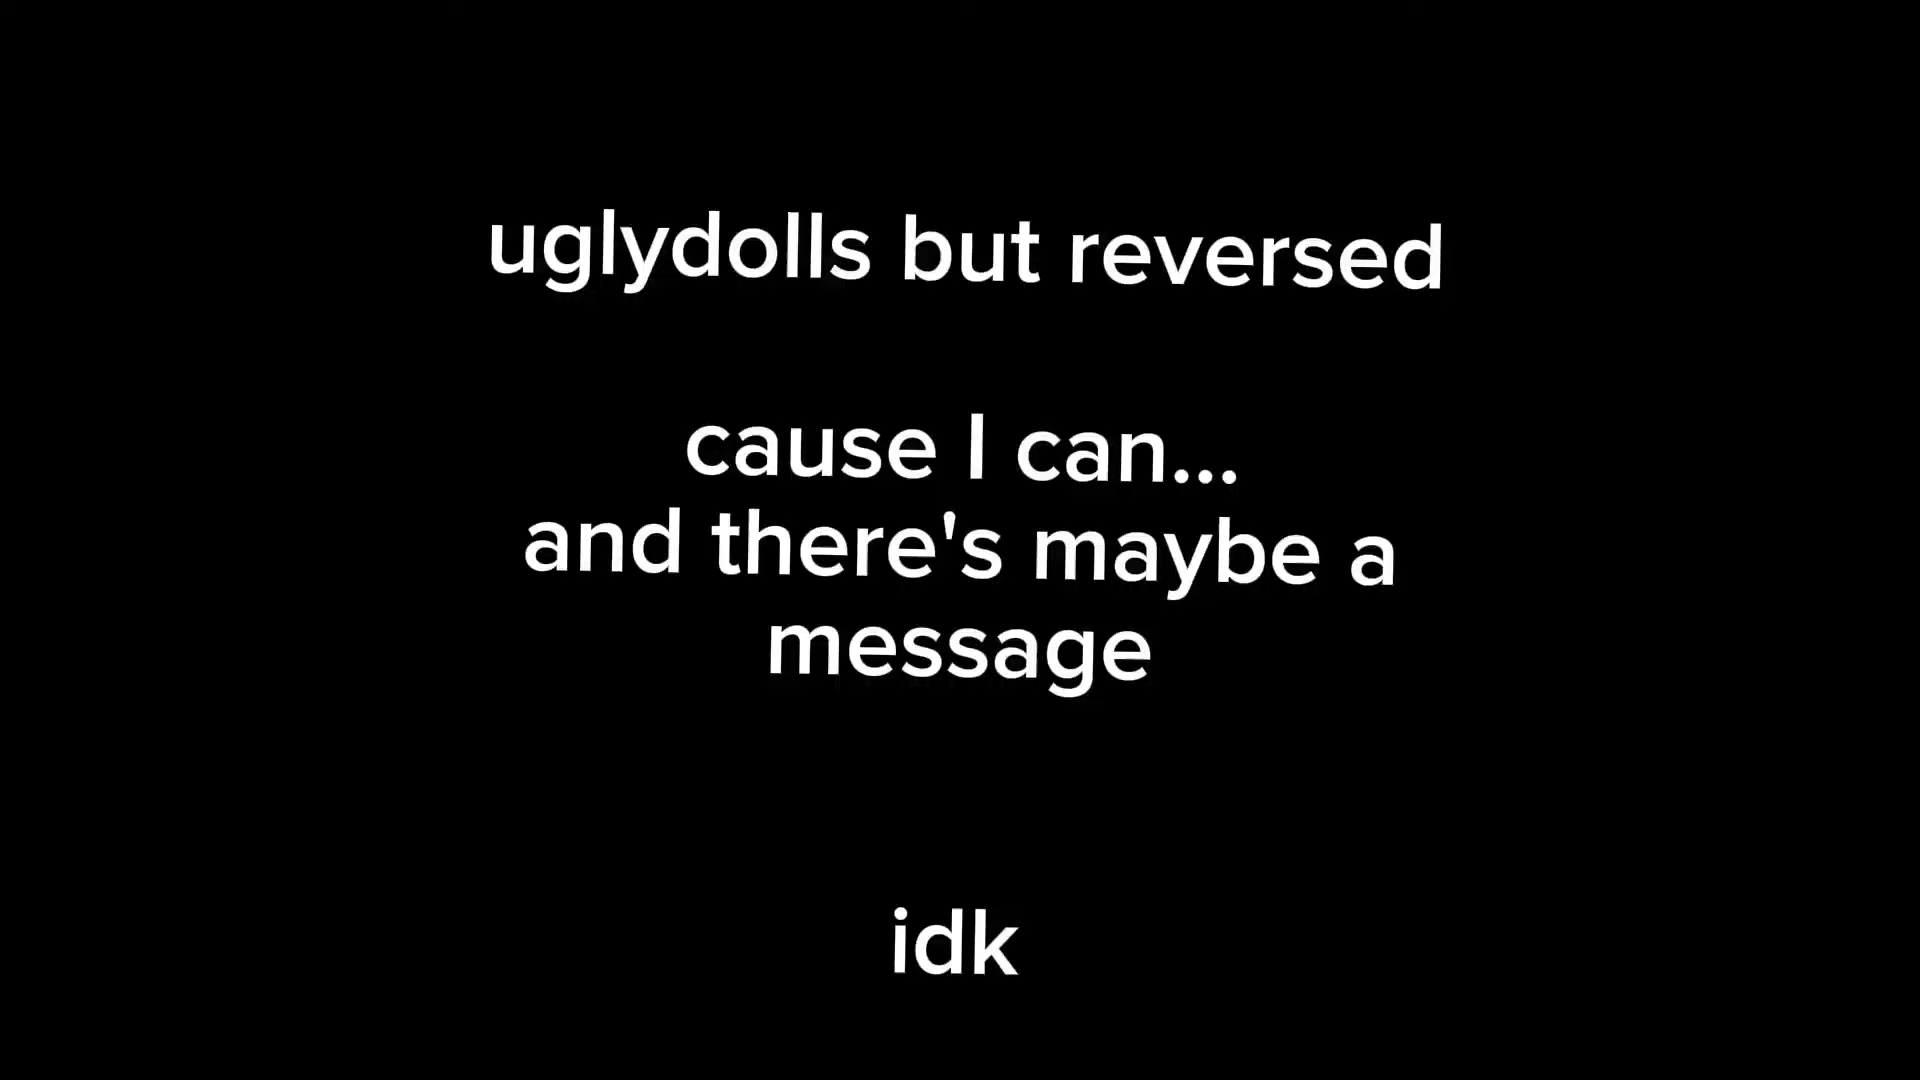 uglydolls but reversed
cause I can...
and there's maybe a
message
idk